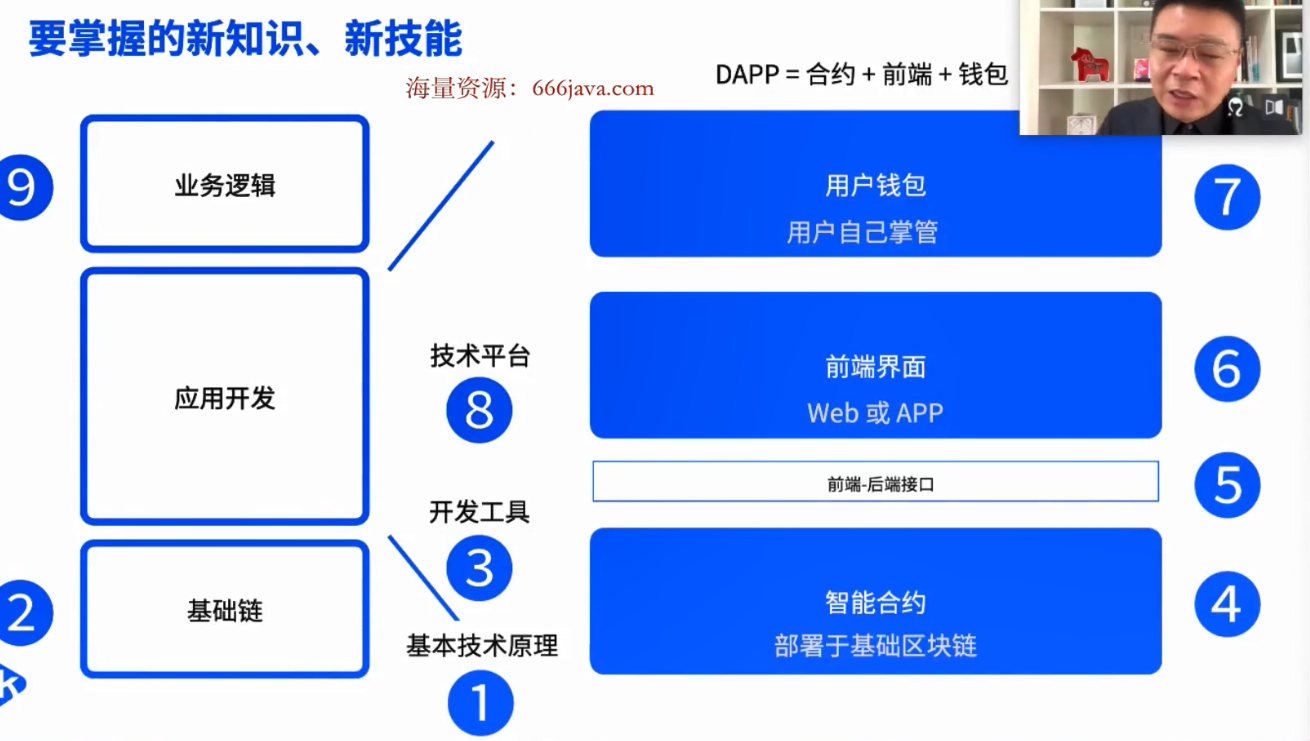 要掌握的新知识、新技能
海量资源：666java.com
DAPP = 合约 + 前端 + 钱包
9
业务逻辑
用户钱包
用户自己掌管
7
应用开发
技术平台
8
前端界面
Web 或 APP
6
前端-后端接口
5
开发工具
3
2
基础链
智能合约
部署于基础区块链
4
基本技术原理
1
k